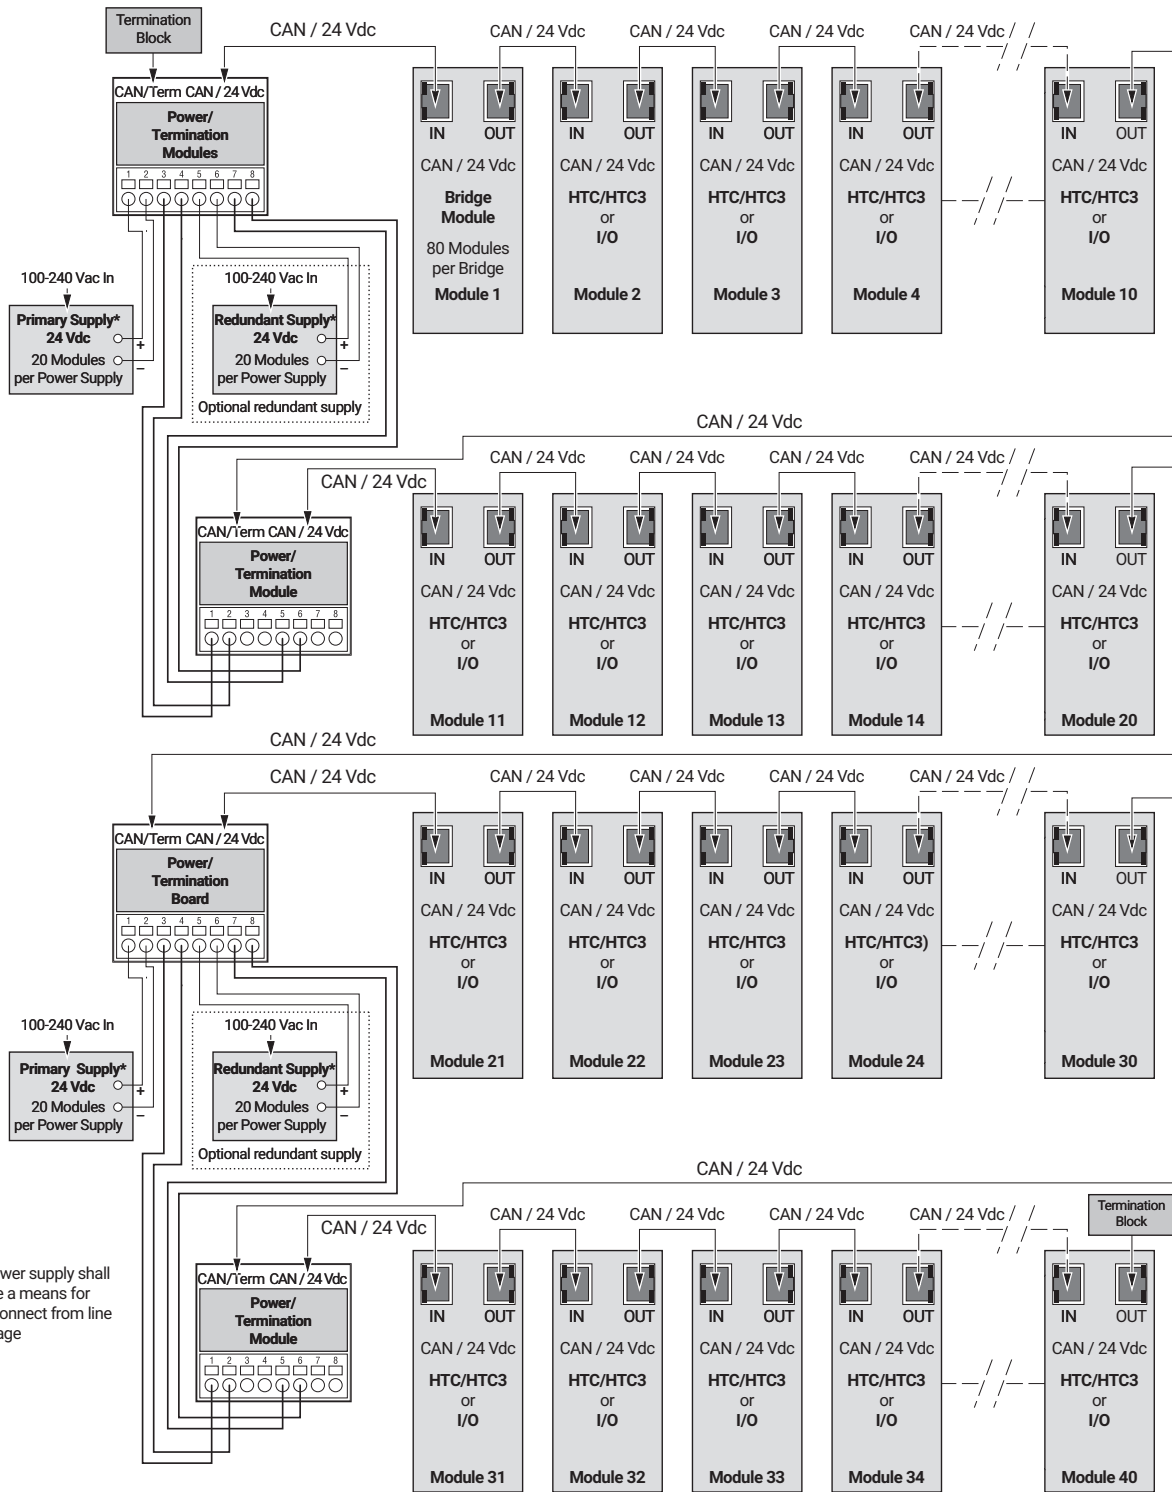 Termination
Block
CAN / 24 Vdc
CAN / 24 Vdc
CAN / 24 Vdc
CAN / 24 Vdc
CAN / 24 Vdc
CAN/Term CAN / 24 Vdc
Power/
Termination
Modules
1 2 3 4 5 6 7 8
100-240 Vac In
Primary Supply*
24 Vdc
+
20 Modules
–
per Power Supply
100-240 Vac In
Redundant Supply*
24 Vdc
+
20 Modules
–
per Power Supply
Optional redundant supply
IN OUT
CAN / 24 Vdc
Bridge
Module
80 Modules
per Bridge
Module 1
IN OUT
CAN / 24 Vdc
HTC/HTC3
or
I/O
Module 2
IN OUT
CAN / 24 Vdc
HTC/HTC3
or
I/O
Module 3
IN OUT
CAN / 24 Vdc
HTC/HTC3
or
I/O
Module 4
IN OUT
CAN / 24 Vdc
HTC/HTC3
or
I/O
Module 10
CAN / 24 Vdc
CAN / 24 Vdc
CAN / 24 Vdc
CAN / 24 Vdc
CAN / 24 Vdc
CAN / 24 Vdc
CAN/Term CAN / 24 Vdc
Power/
Termination
Module
1 2 3 4 5 6 7 8
IN OUT
CAN / 24 Vdc
HTC/HTC3
or
I/O
Module 11
IN OUT
CAN / 24 Vdc
HTC/HTC3
or
I/O
Module 12
IN OUT
CAN / 24 Vdc
HTC/HTC3
or
I/O
Module 13
IN OUT
CAN / 24 Vdc
HTC/HTC3
or
I/O
Module 14
IN OUT
CAN / 24 Vdc
HTC/HTC3
or
I/O
Module 20
CAN / 24 Vdc
CAN / 24 Vdc
CAN / 24 Vdc
CAN / 24 Vdc
CAN / 24 Vdc
CAN / 24 Vdc
CAN/Term CAN / 24 Vdc
Power/
Termination
Board
1 2 3 4 5 6 7 8
100-240 Vac In
Primary Supply*
24 Vdc
+
20 Modules
–
per Power Supply
100-240 Vac In
Redundant Supply*
24 Vdc
+
20 Modules
–
per Power Supply
Optional redundant supply
IN OUT
CAN / 24 Vdc
HTC/HTC3
or
I/O
Module 21
IN OUT
CAN / 24 Vdc
HTC/HTC3
or
I/O
Module 22
IN OUT
CAN / 24 Vdc
HTC/HTC3
or
I/O
Module 23
IN OUT
CAN / 24 Vdc
HTC/HTC3)
or
I/O
Module 24
IN OUT
CAN / 24 Vdc
HTC/HTC3
or
I/O
Module 30
CAN / 24 Vdc
CAN / 24 Vdc
CAN / 24 Vdc
CAN / 24 Vdc
CAN / 24 Vdc
CAN / 24 Vdc
Termination
Block
supply shall
a means for
from line
CAN/Term CAN / 24 Vdc
Power/
Termination
Module
1 2 3 4 5 6 7 8
IN OUT
CAN / 24 Vdc
HTC/HTC3
or
I/O
Module 31
IN OUT
CAN / 24 Vdc
HTC/HTC3
or
I/O
Module 32
IN OUT
CAN / 24 Vdc
HTC/HTC3
or
I/O
Module 33
IN OUT
CAN / 24 Vdc
HTC/HTC3
or
I/O
Module 34
IN OUT
CAN / 24 Vdc
HTC/HTC3
or
I/O
Module 40